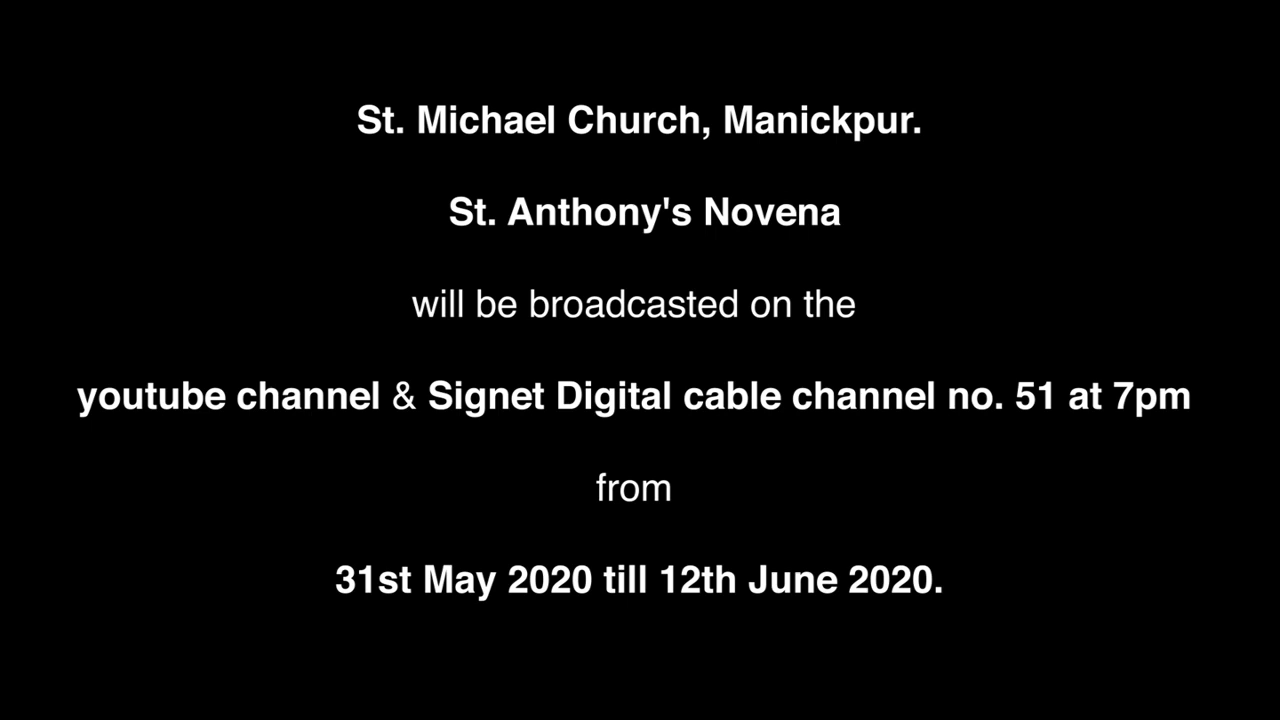 St. Michael Church, Manickpur.
St. Anthony's Novena
will be broadcasted on the
youtube channel & Signet Digital cable channel no. 51 at 7pm
from
31st May 2020 till 12th June 2020.